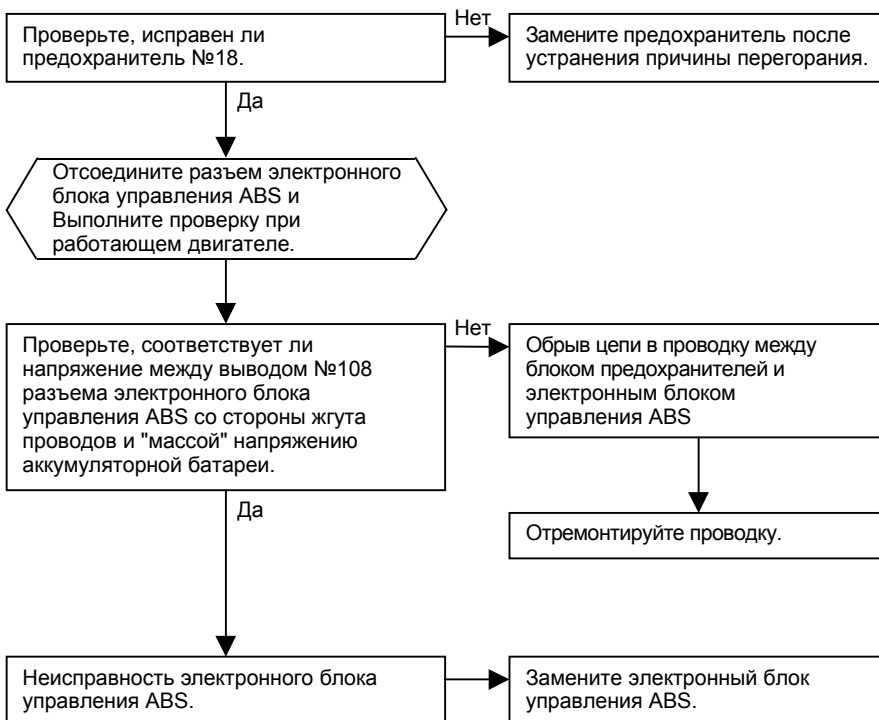 Проверьте, исправен ли
предохранитель №18.
Нет
Замените предохранитель после
устранения причины перегорания.
Да
Отсоедините разъем электронного
блока управления ABS и
Выполните проверку при
работающем двигателе.
Проверьте, соответствует ли
напряжение между выводом №108
разъема электронного блока
управления ABS со стороны жгута
проводов и "массой" напряжению
аккумуляторной батареи.
Нет
Обрыв цепи в проводку между
блоком предохранителей и
электронным блоком
управления ABS
Да
Отремонтируйте проводку.
Неисправность электронного блока
управления ABS.
Замените электронный блок
управления ABS.